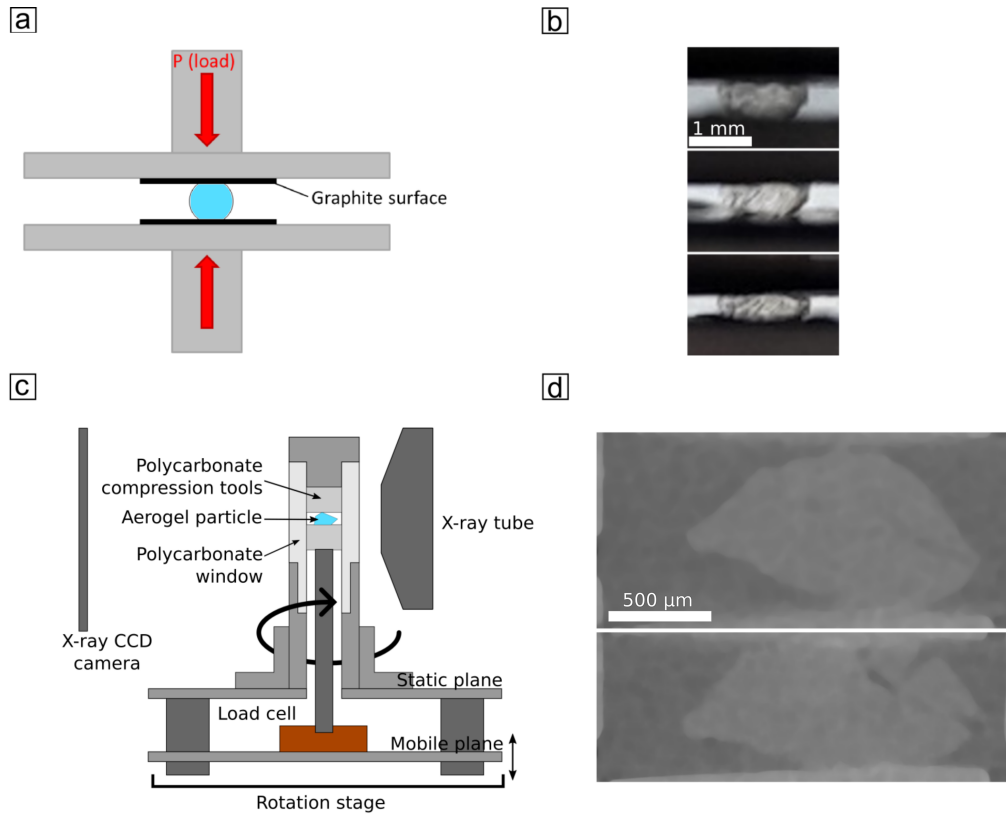 a
P (load)
Graphite surface
b
1 mm
c
Polycarbonate
compression tools
Aerogel particle
Polycarbonate
window
X-ray tube
X-ray CCD
camera
Static plane
Load cell
Mobile plane
Rotation stage
d
500 µm